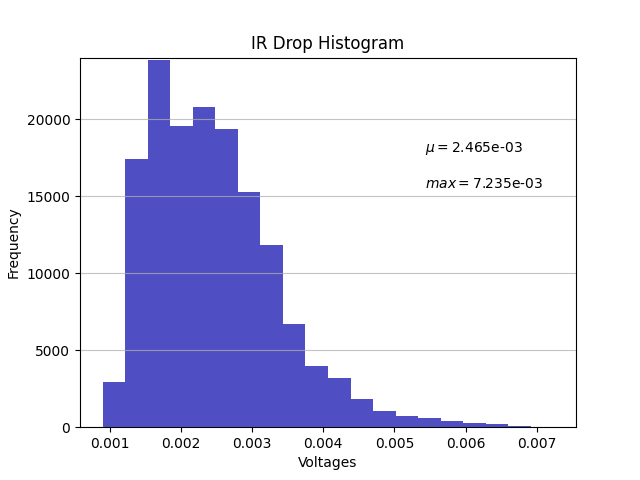 IR Drop Histogram
20000
15000
10000
5000
0
Frequency
μ = 2.465e-03
max = 7.235e-03
0.001 0.002 0.003 0.004 0.005 0.006 0.007
Voltages